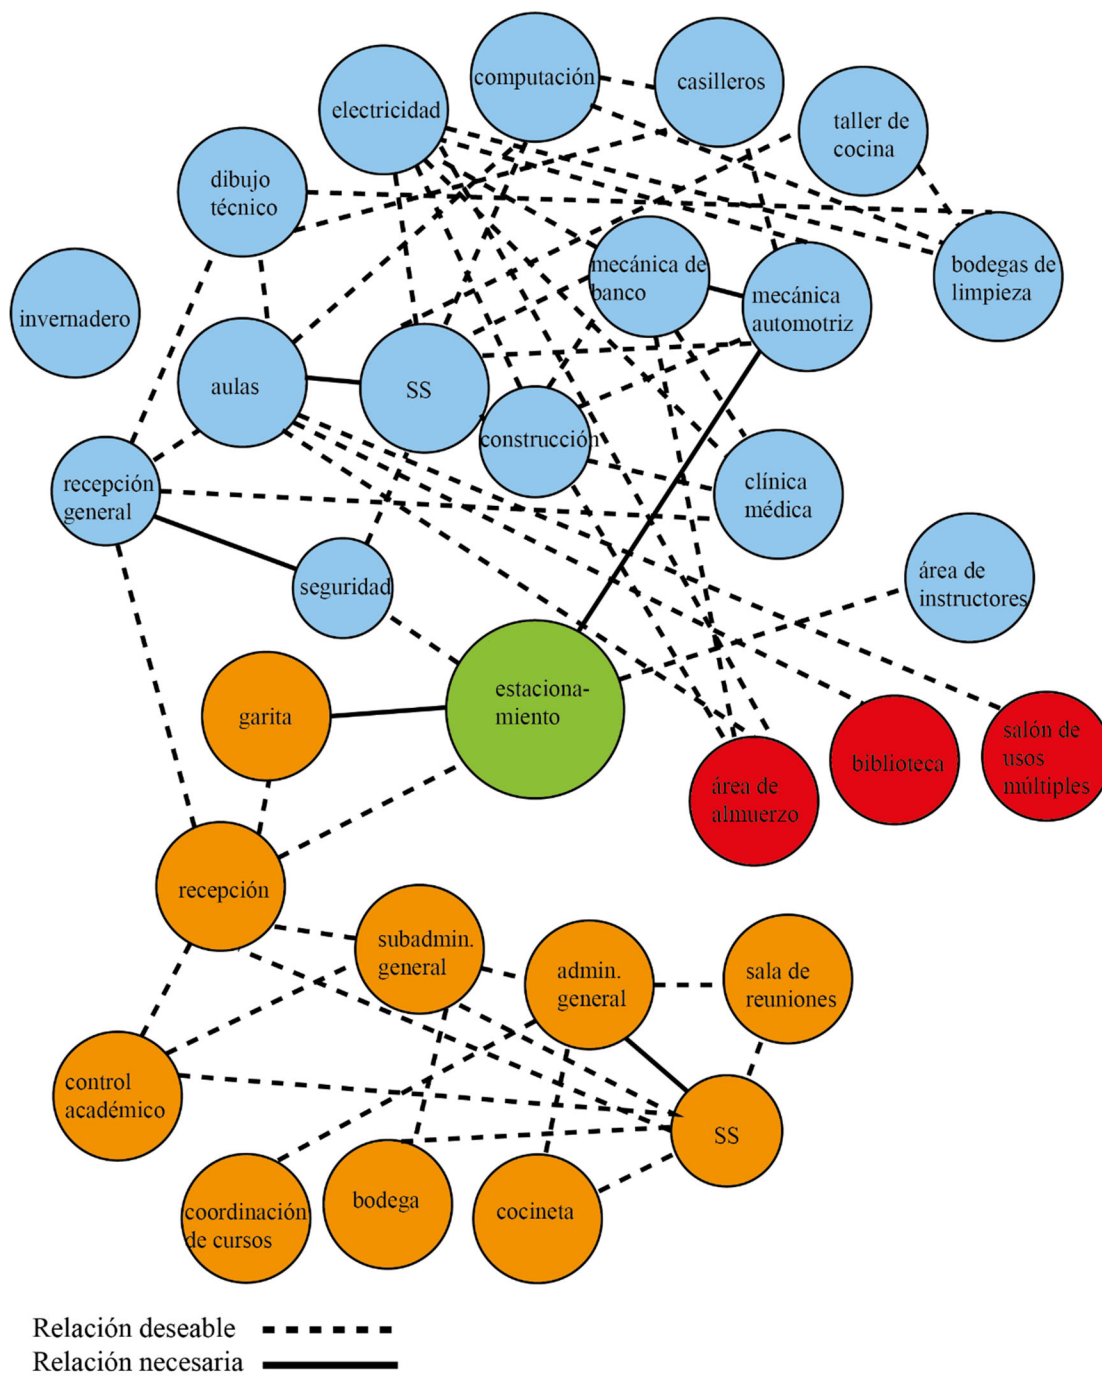 computación
casilleros
electricidad
taller de
cocina
dibujo
técnico
mecánica de
banco
bodegas de
limpieza
mecánica
automotriz
invernadero
aulas
SS
construcción
recepción
general
clínica
médica
seguridad
área de
instructores
estaciona-
miento
garita
salón de
usos
múltiples
biblioteca
área de
almuerzo
recepción
subadmin.
general
admin.
general
sala de
reuniones
control
académico
SS
coordinación
de cursos
bodega
cocineta
Relación deseable
Relación necesaria